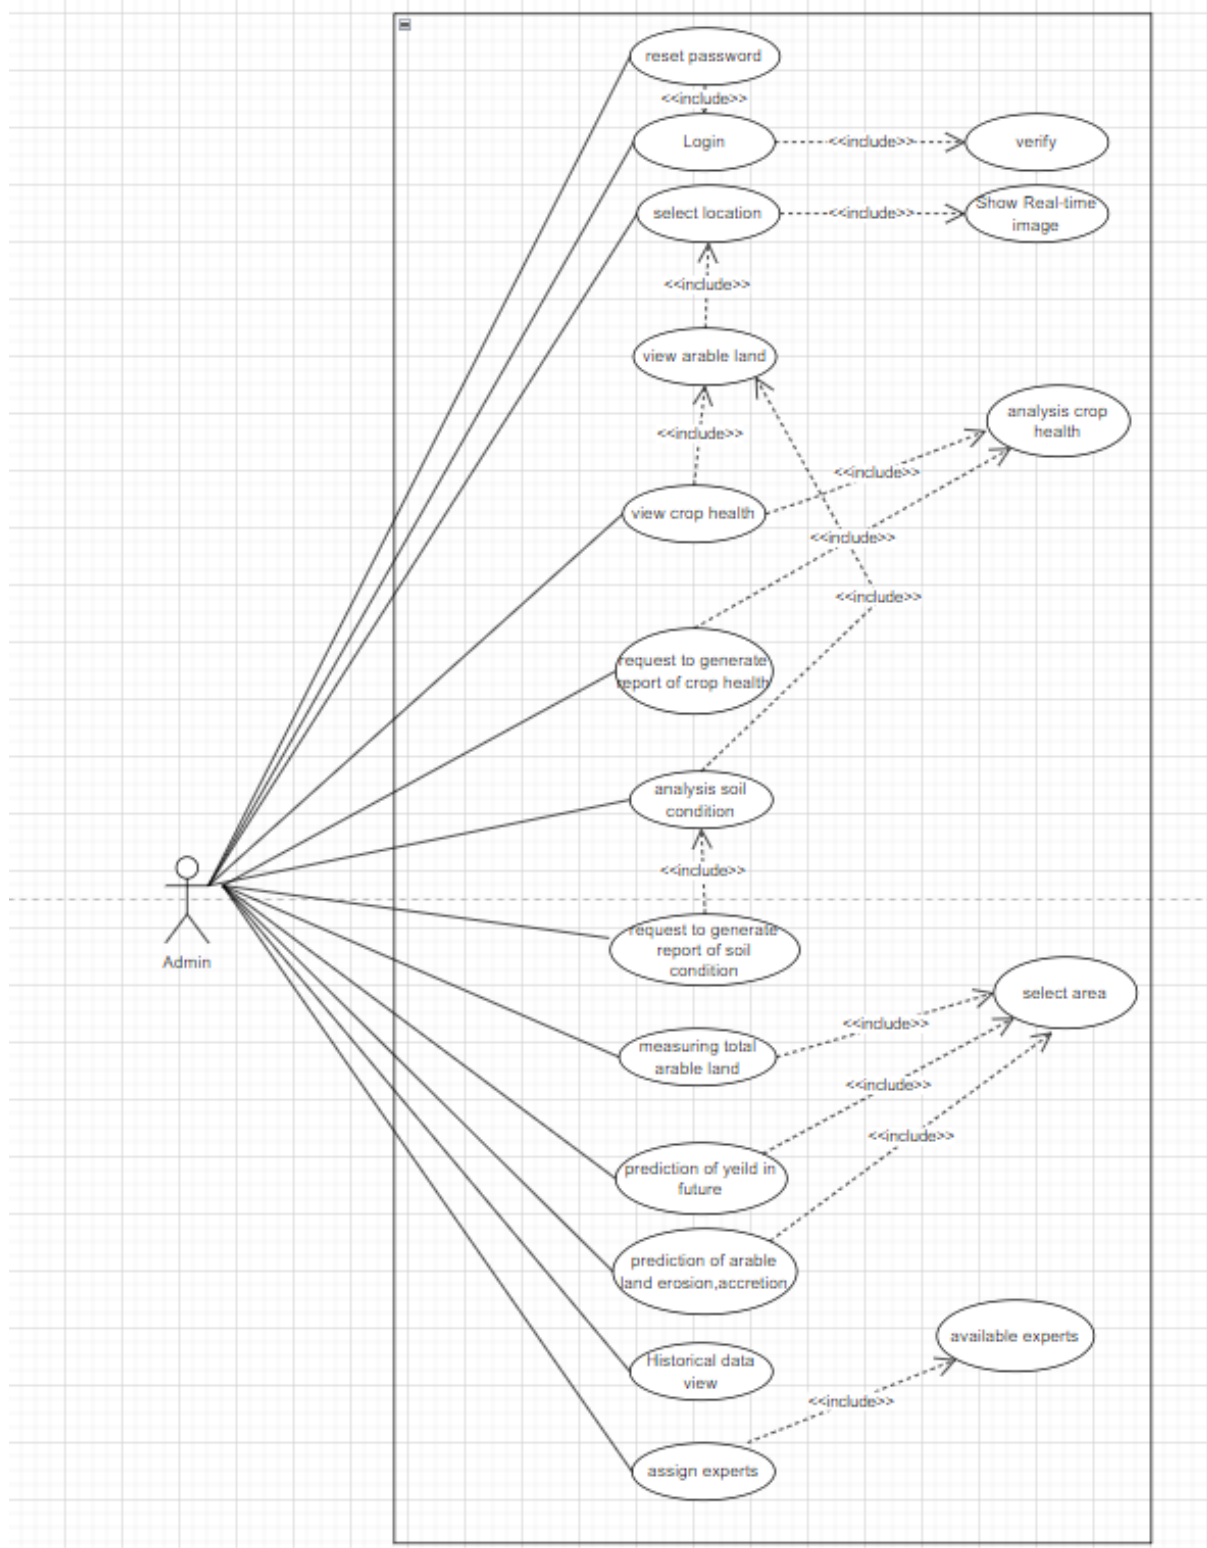 reset password
<<include>>
Login
<<include>>
verify
select location
<<include>>
Show Real-time
image
<<include>>
view arable land
<<include>>
analysis crop
health
<<include>>
view crop health
<<include>>
<<include>>
request to generate
report of crop health
analysis soil
condition
<<include>>
request to generate
report of soil
condition
Admin
select area
<<include>>
measuring total
arable land
<<include>>
<<include>>
prediction of yeild in
future
prediction of arable
land erosion,accretion
available experts
Historical data
view
<<include>>
assign experts